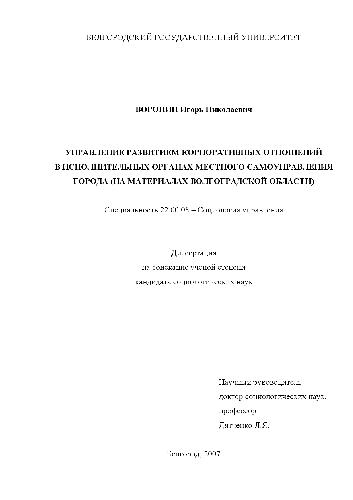 БЕЛГОРОДСКИЙ ГОСУДАРСТВЕННЫЙ УНИВЕРСИТЕТ
ВОРОНИН Игорь Николаевич
УПРАВЛЕНИЕ РАЗВИТИЕМ КОРПОРАТИВНЫХ ОТНОШЕНИЙ
В ИСПОЛНИТЕЛЬНЫХ ОРГАНАХ МЕСТНОГО САМОУПРАВЛЕНИЯ
ГОРОДА (НА МАТЕРИАЛАХ ВОЛГОГРАДСКОЙ ОБЛАСТИ)
Специальность 22.00.08 – Социология управления
Диссертация
на соискание ученой степени
кандидата социологических наук
Научный руководитель,
доктор социологических наук,
профессор
Дятченко Л.Я.
Белгород, 2007